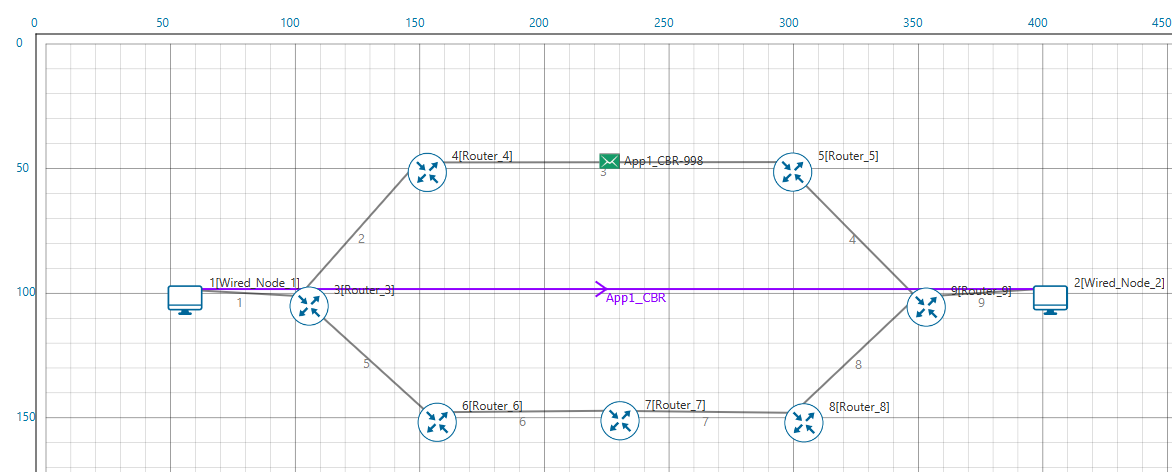 0 50 100 150 200 250 300 350 400 450
0
4[Router_4]
App1_CBR-998
5[Router_5]
50
3
2
4
1[Wired_Node_1]
3[Router_3]
9[Router_9]
2[Wired_Node_2]
100
1
App1_CBR
9
5
8
6[Router_6]
7[Router_7]
8[Router_8]
150
6
7